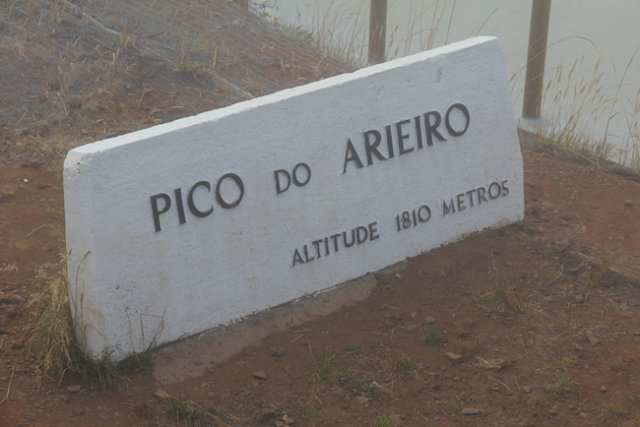 PICO DO ARIEIRO
ALTITUDE 1810 METROS